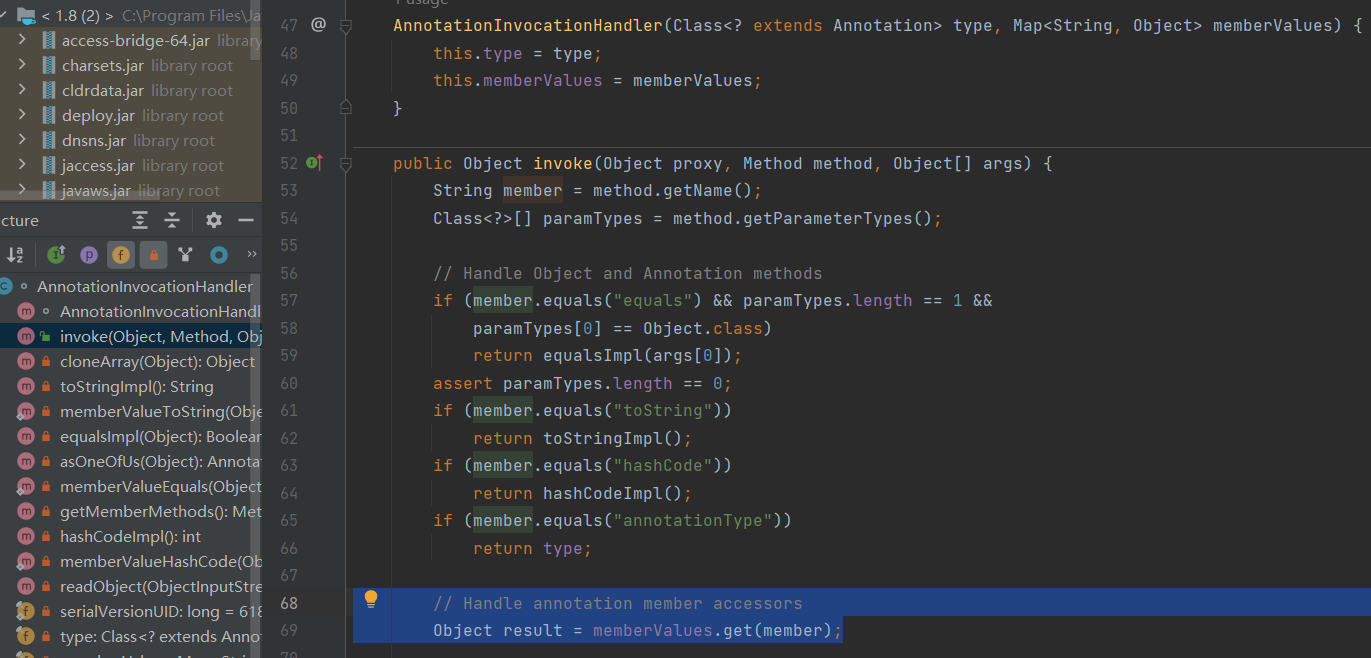 < 1.8 (2) > C:\Program Files\Ja
access-bridge-64.jar library
charsets.jar library root
cldrdata.jar library root
deploy.jar library root
dnsns.jar library root
jaccess.jar library root
javaws.jar library root
cture
AnnotationInvocationHandler
AnnotationInvocationHandl
invoke(Object, Method, Obj
cloneArray(Object): Object
toStringImpl(): String
memberValueToString(Obje
equalsImpl(Object): Boolean
asOneOfUs(Object): Annota
memberValueEquals(Object
getMemberMethods(): Met
hashCodeImpl(): int
memberValueHashCode(Ob
readObject(ObjectInputStre
serialVersionUID: long = 618
type: Class<? extends Anno
1 usage
47 @ AnnotationInvocationHandler(Class<? extends Annotation> type, Map<String, Object> memberValues) {
48 this.type = type;
49 this.memberValues = memberValues;
50 }
51
52 public Object invoke(Object proxy, Method method, Object[] args) {
53 String member = method.getName();
54 Class<?>[] paramTypes = method.getParameterTypes();
55
56 // Handle Object and Annotation methods
57 if (member.equals("equals") && paramTypes.length == 1 &&
58 paramTypes[0] == Object.class)
59 return equalsImpl(args[0]);
60 assert paramTypes.length == 0;
61 if (member.equals("toString"))
62 return toStringImpl();
63 if (member.equals("hashCode"))
64 return hashCodeImpl();
65 if (member.equals("annotationType"))
66 return type;
67
68 // Handle annotation member accessors
69 Object result = memberValues.get(member);
70